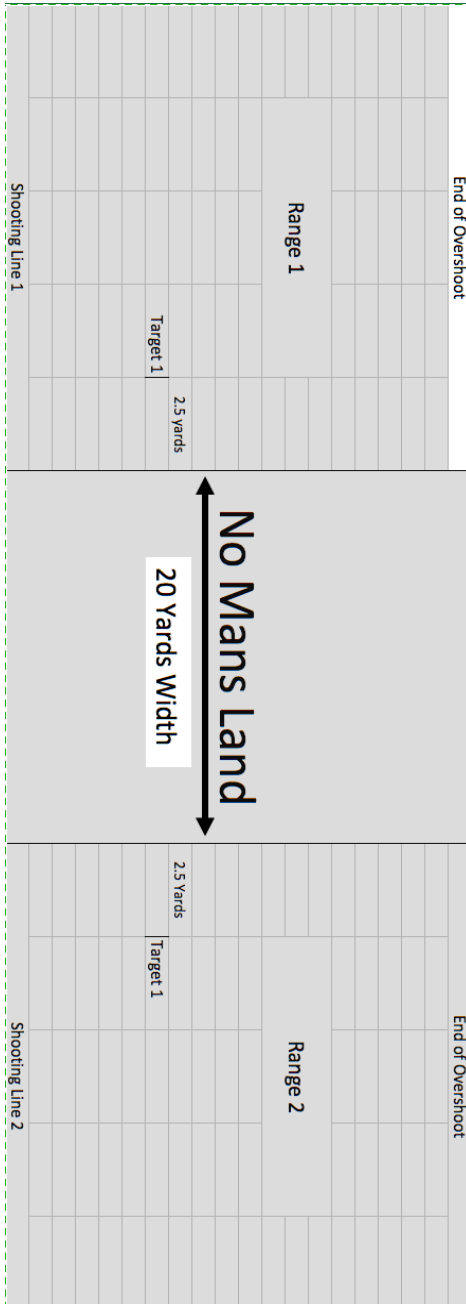 End of Overshoot
End of Overshoot
Range 1
Range 2
No Mans Land
2.5 yards
2.5 Yards
Target 1
20 Yards Width
Target 1
Shooting Line 1
Shooting Line 2